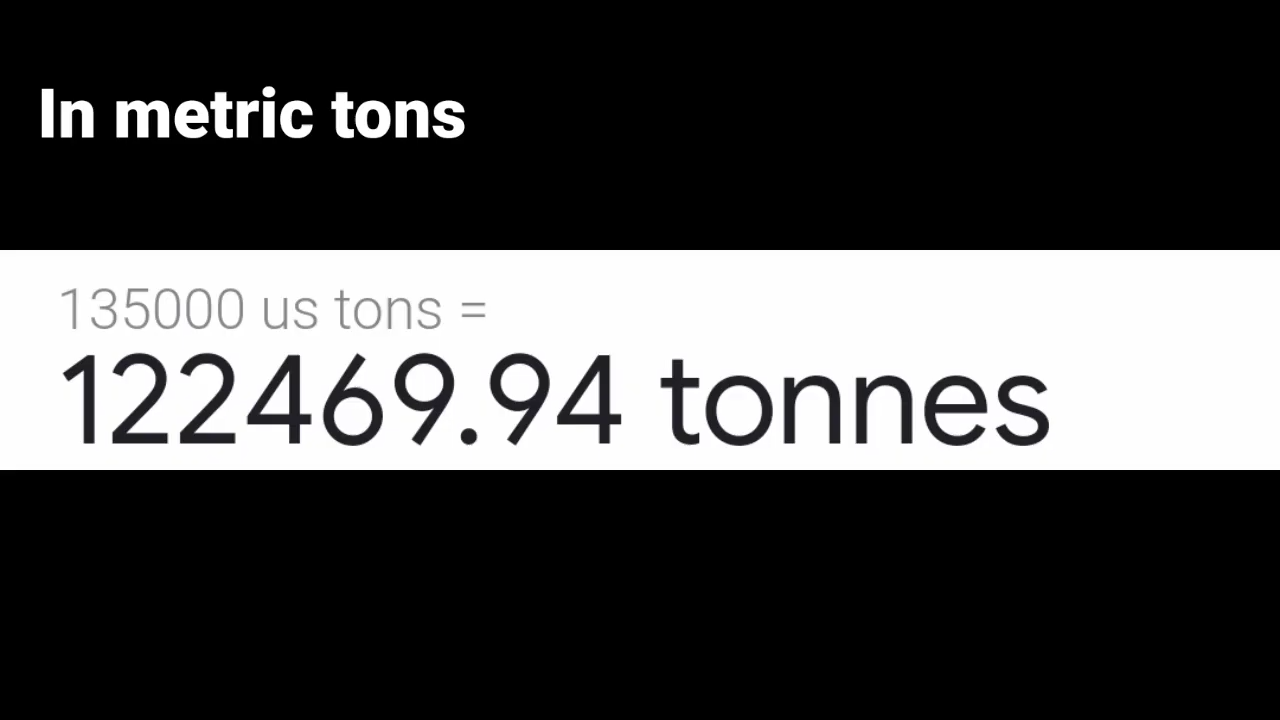 In metric tons
135000 us tons =
122469.94 tonnes